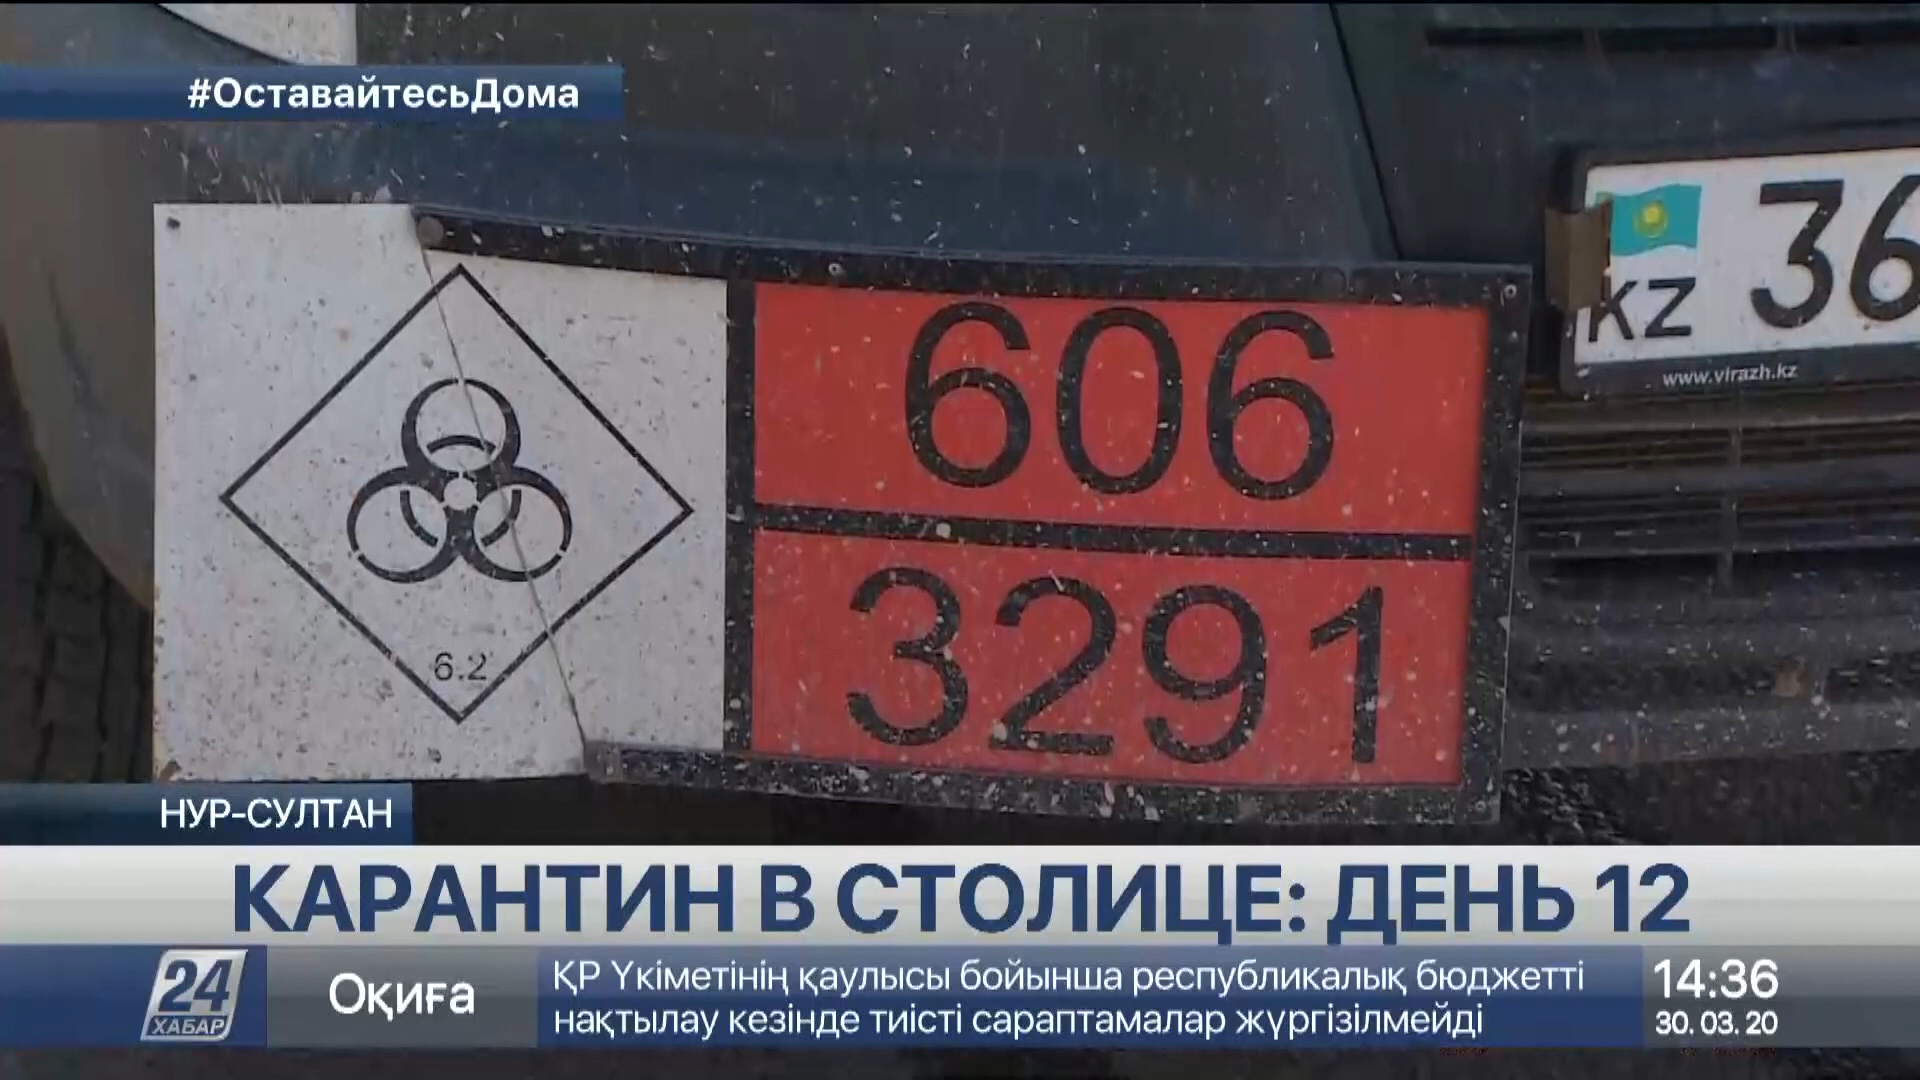 #ОставайтесьДома
KZ 36
www.virazh.kz
606
3291
6.2
НУР-СУЛТАН
КАРАНТИН В СТОЛИЦЕ: ДЕНЬ 12
24 ХАБАР
Оқиға
ҚР Үкіметінің қаулысы бойынша республикалық бюджетті
нақтылау кезінде тиісті сараптамалар жүргізілмейді
14:36
30. 03. 20